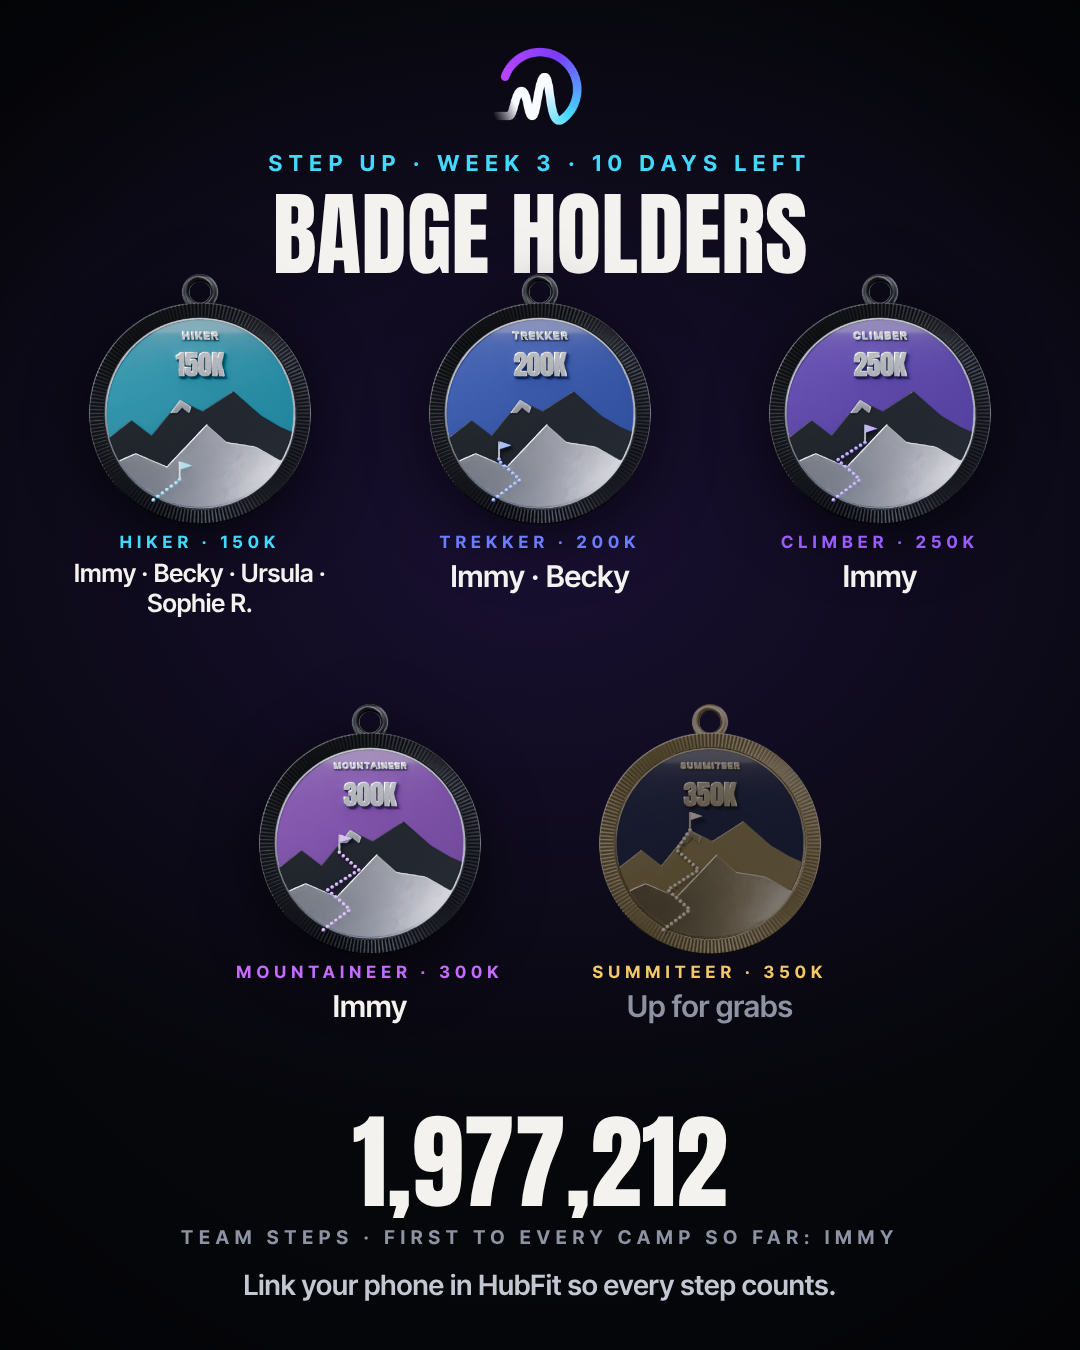 STEP UP · WEEK 3 · 10 DAYS LEFT
BADGE HOLDERS
HIKER
150K
TREKKER
200K
CLIMBER
250K
HIKER · 150K
Immy · Becky · Ursula ·
Sophie R.
TREKKER · 200K
Immy · Becky
CLIMBER · 250K
Immy
MOUNTAINEER
300K
SUMMITEER
350K
MOUNTAINEER · 300K
Immy
SUMMITEER · 350K
Up for grabs
1,977,212
TEAM STEPS · FIRST TO EVERY CAMP SO FAR: IMMY
Link your phone in HubFit so every step counts.